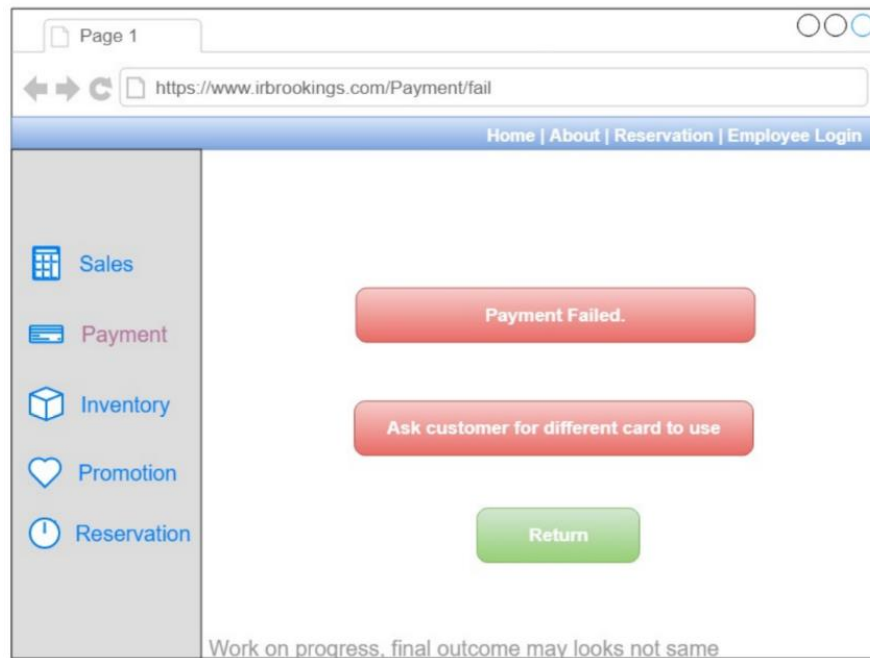 Page 1
https://www.irbrookings.com/Payment/fail
Home | About | Reservation | Employee Login
Sales
Payment Failed.
Payment
Inventory
Ask customer for different card to use
Promotion
Reservation
Return
Work on progress, final outcome may looks not same